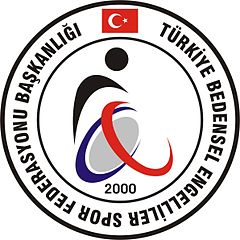 TÜRKİYE BEDENSEL ENGELLİLER SPOR FEDERASYONU BAŞKANLIĞI
2000